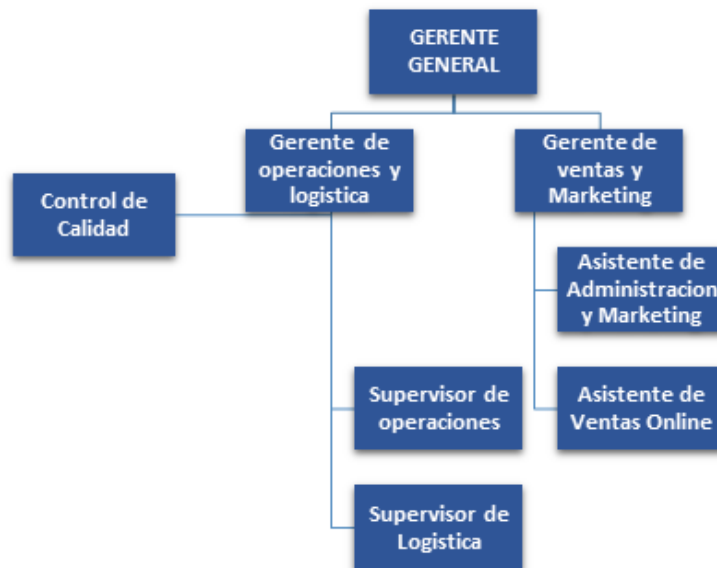 GERENTE
GENERAL
Gerente de
operaciones y
logistica
Gerente de
ventas y
Marketing
Control de
Calidad
Asistente de
Administracion
y Marketing
Supervisor de
operaciones
Asistente de
Ventas Online
Supervisor de
Logistica